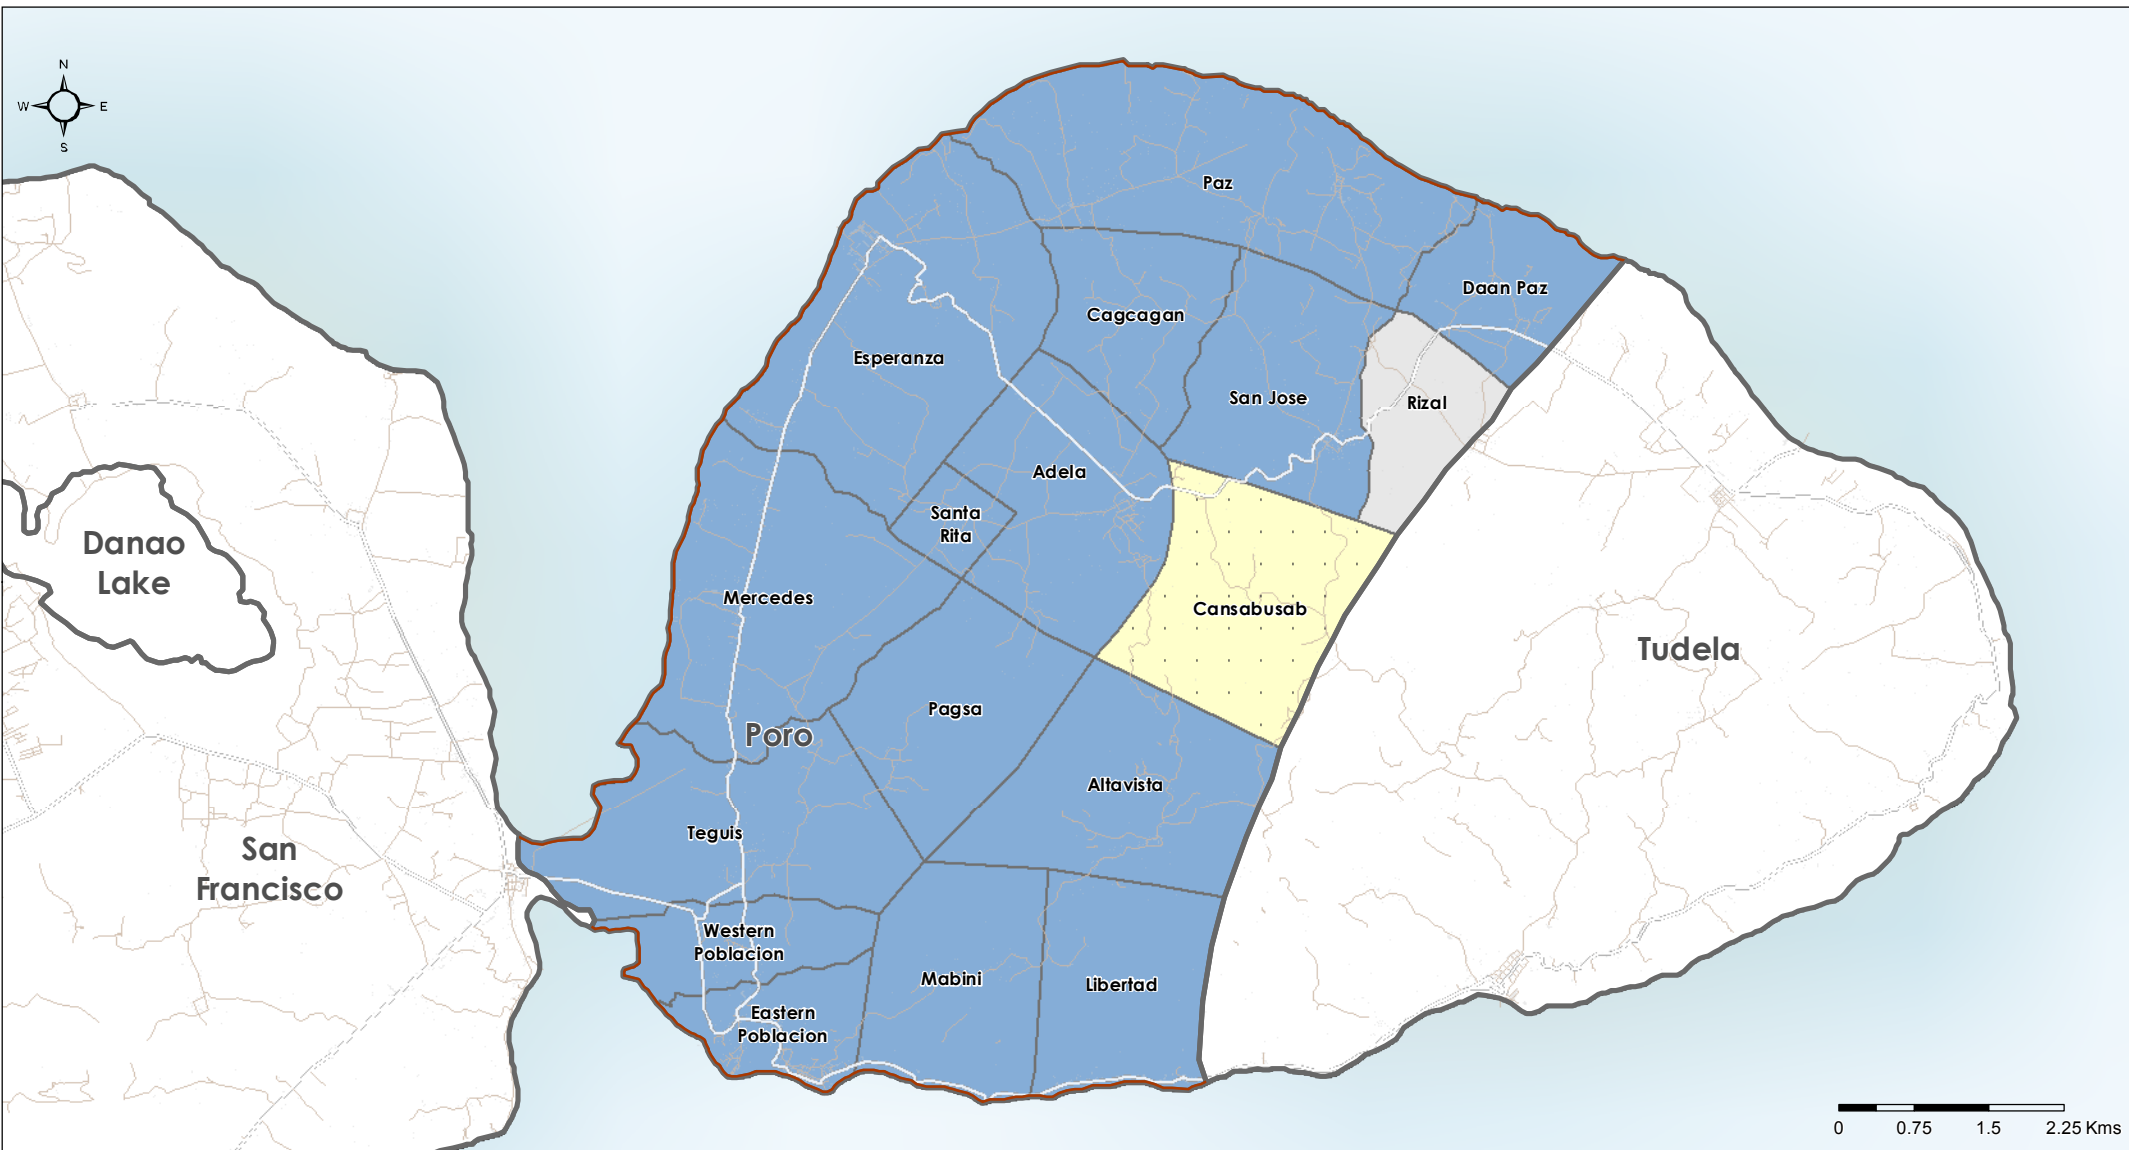 N
W E
S
Paz
Daan Paz
Cagcagan
Esperanza
San Jose
Rizal
Adela
Santa
Rita
Danao
Lake
Mercedes
Cansabusab
Tudela
Pagsa
Poro
Altavista
Teguis
San
Francisco
Western
Poblacion
Mabini
Libertad
Eastern
Poblacion
0 0.75 1.5 2.25 Kms